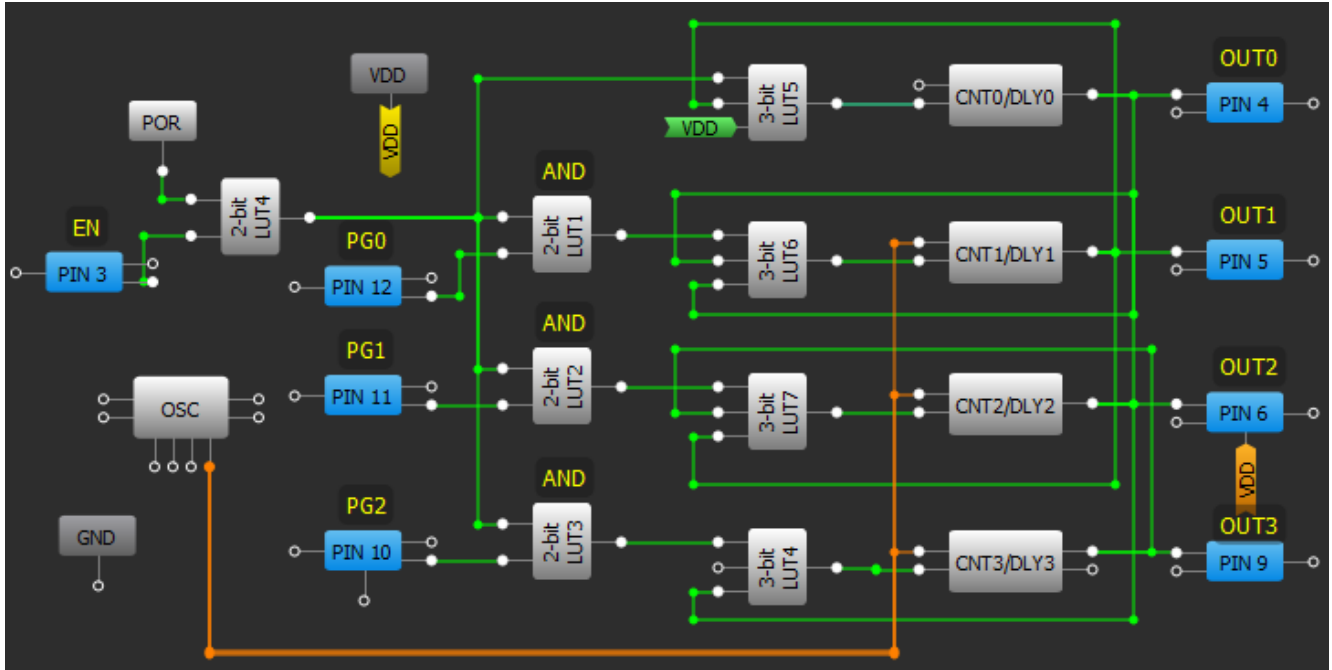 OUT0
VDD
3-bit
LUT5
CNT0/DLY0
PIN 4
VDD
POR
VDD
AND
EN
2-bit
LUT4
2-bit
LUT1
OUT1
PG0
3-bit
LUT6
CNT1/DLY1
PIN 5
PIN 3
PIN 12
AND
PG1
OUT2
2-bit
LUT2
PIN 11
3-bit
LUT7
CNT2/DLY2
PIN 6
OSC
VDD
AND
PG2
OUT3
GND
2-bit
LUT3
PIN 10
3-bit
LUT4
CNT3/DLY3
PIN 9